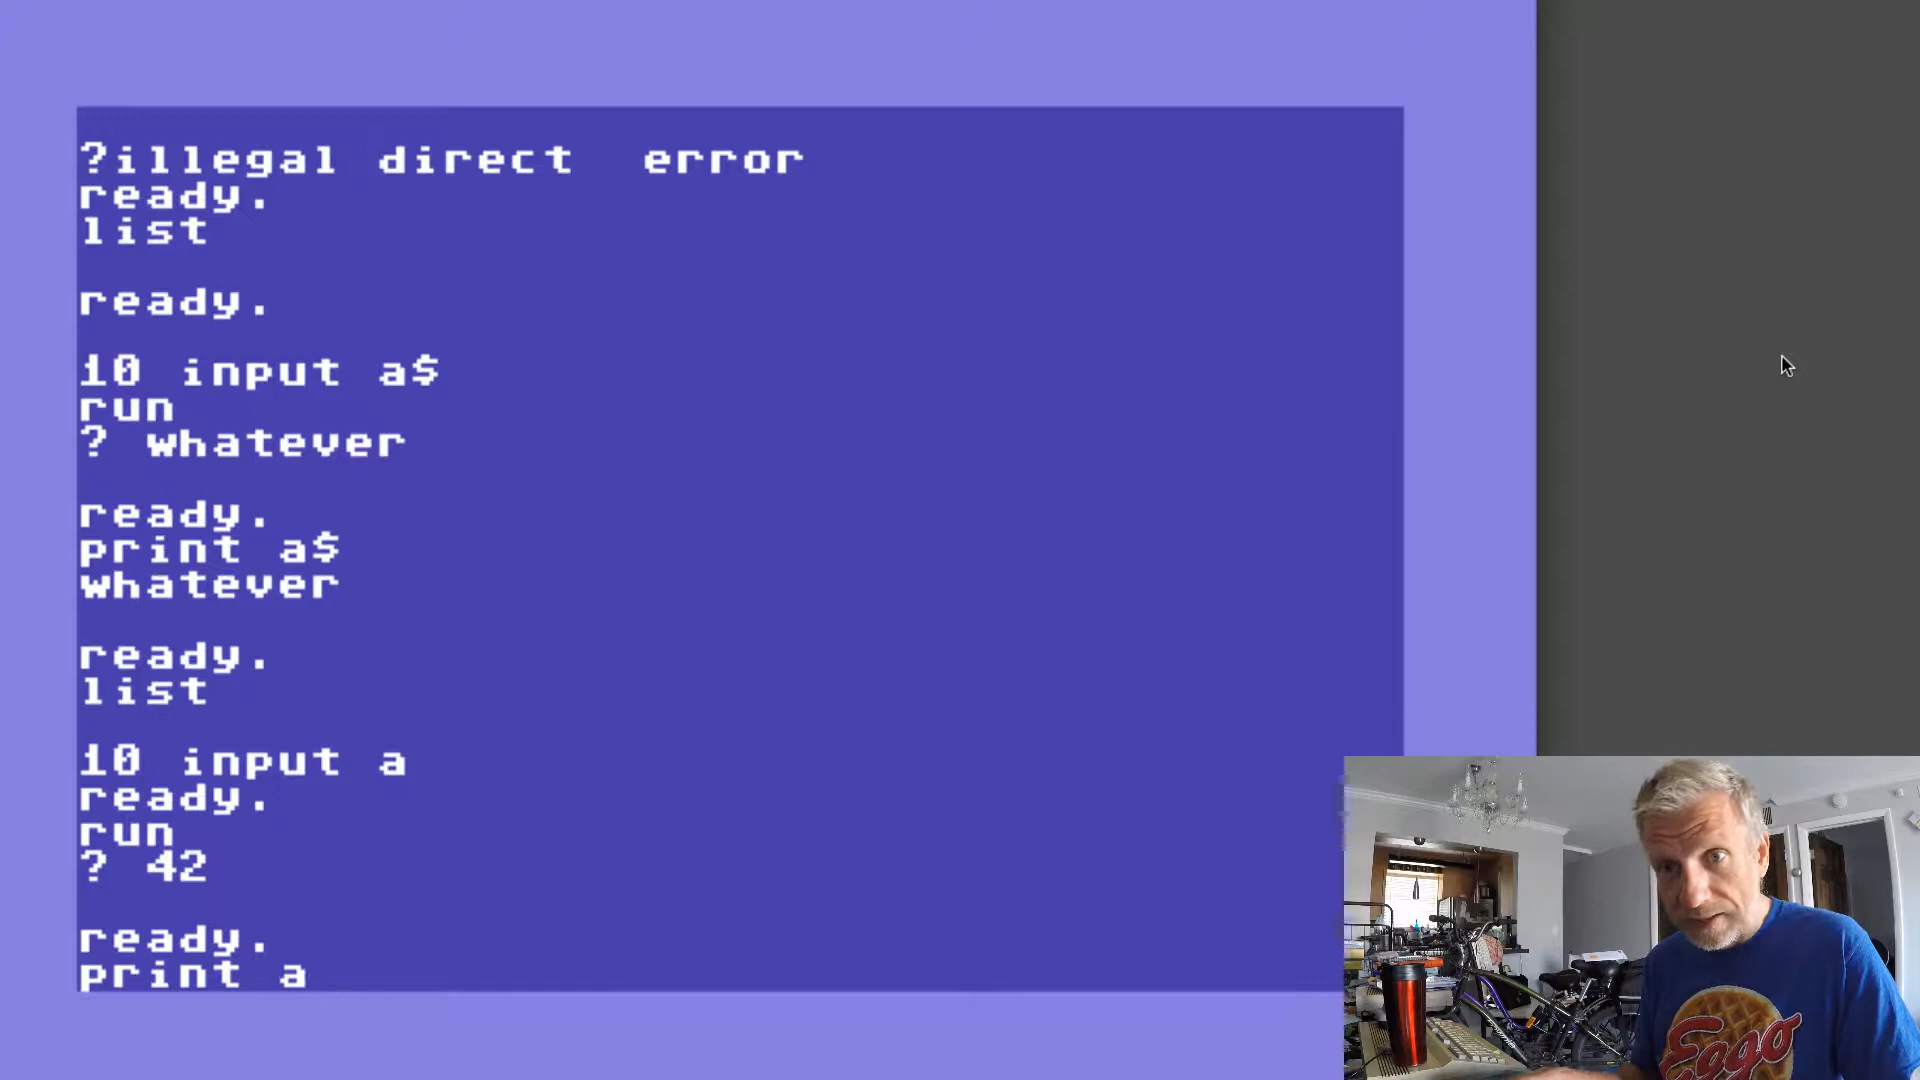 ?illegal direct  error
ready.
list
ready.
10 input a$
run
? whatever
ready.
print a$
whatever
ready.
list
10 input a
ready.
run
? 42
ready.
print a
Eggo